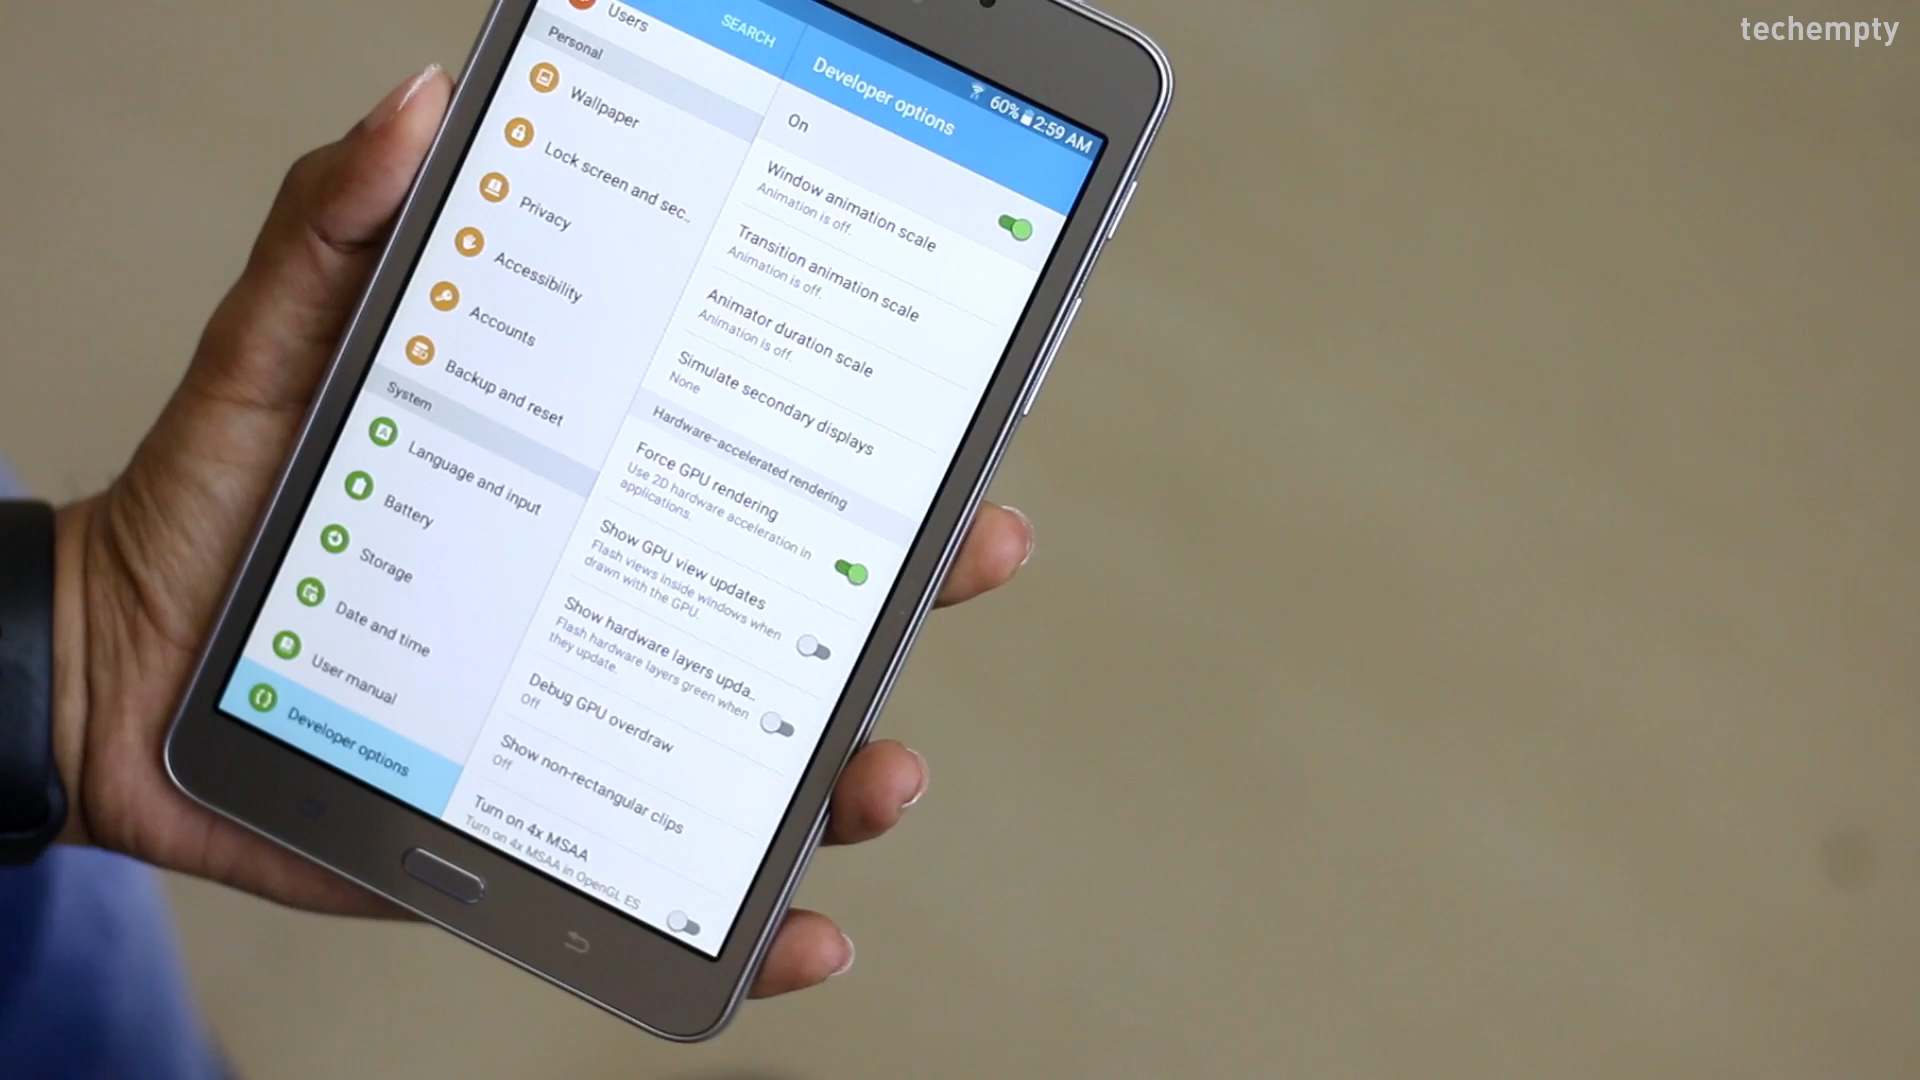 techempty
60% 2:59 AM
SEARCH
Developer options
Users
Personal
Wallpaper
Lock screen and sec..
Privacy
Accessibility
Accounts
Backup and reset
System
Language and input
Battery
Storage
Date and time
User manual
Developer options
On
Window animation scale
Animation is off.
Transition animation scale
Animation is off.
Animator duration scale
Animation is off.
Simulate secondary displays
None
Hardware-accelerated rendering
Force GPU rendering
Use 2D hardware acceleration in
applications.
Show GPU view updates
Flash views inside windows when
drawn with the GPU.
Show hardware layers upda..
Flash hardware layers green when
they update.
Debug GPU overdraw
Off
Show non-rectangular clips
Off
Turn on 4x MSAA
Turn on 4x MSAA in OpenGL ES